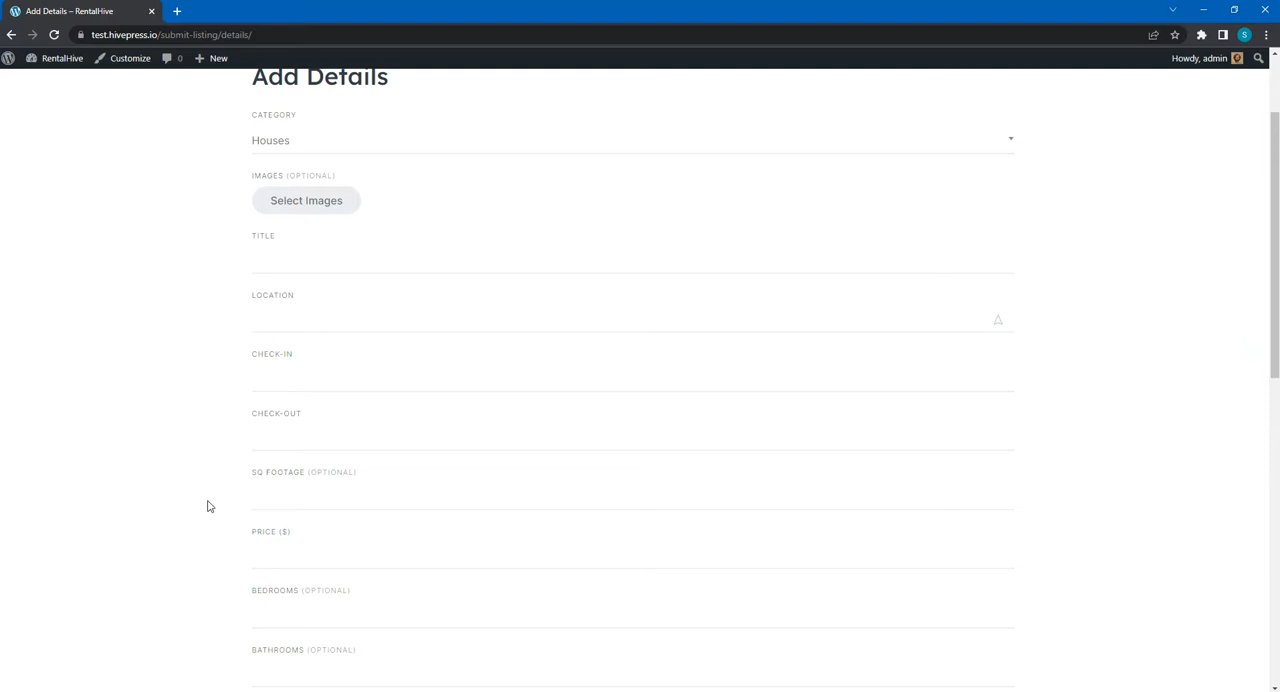 Add Details – RentalHive
test.hivepress.io/submit-listing/details/
S
RentalHive
Customize
0
New
Howdy, admin
Add Details
CATEGORY
Houses
IMAGES (OPTIONAL)
Select Images
TITLE
LOCATION
CHECK-IN
CHECK-OUT
SQ FOOTAGE (OPTIONAL)
PRICE ($)
BEDROOMS (OPTIONAL)
BATHROOMS (OPTIONAL)